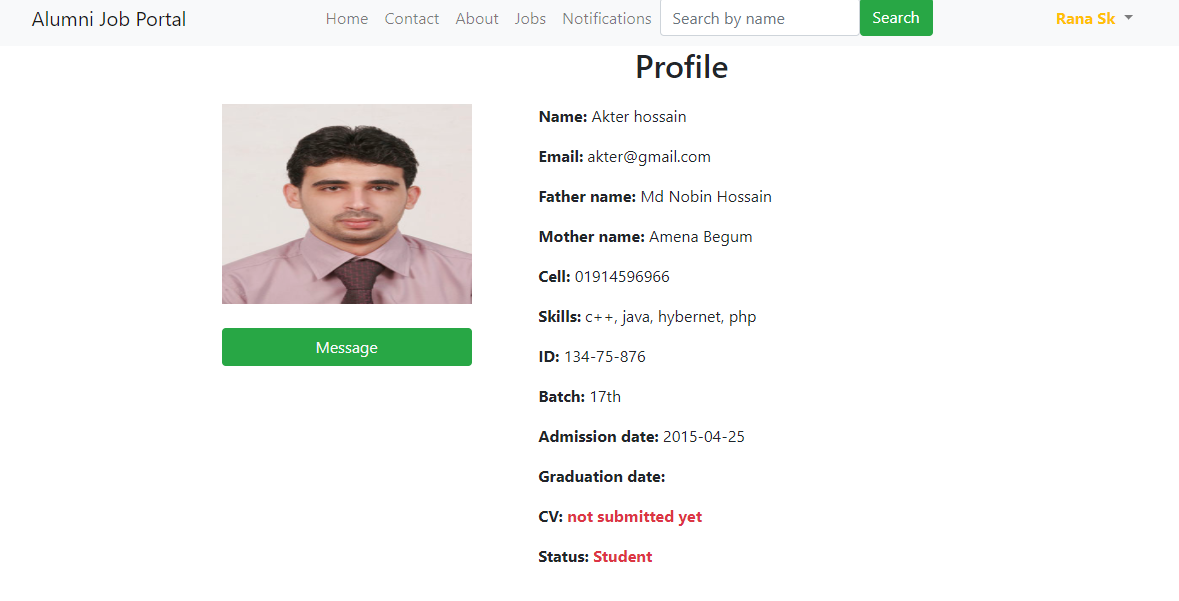 Alumni Job Portal Home Contact About Jobs Notifications Search by name Search Rana Sk
Profile
Name: Akter hossain
Email: akter@gmail.com
Father name: Md Nobin Hossain
Mother name: Amena Begum
Cell: 01914596966
Skills: c++, java, hybernet, php
Message
ID: 134-75-876
Batch: 17th
Admission date: 2015-04-25
Graduation date:
CV: not submitted yet
Status: Student